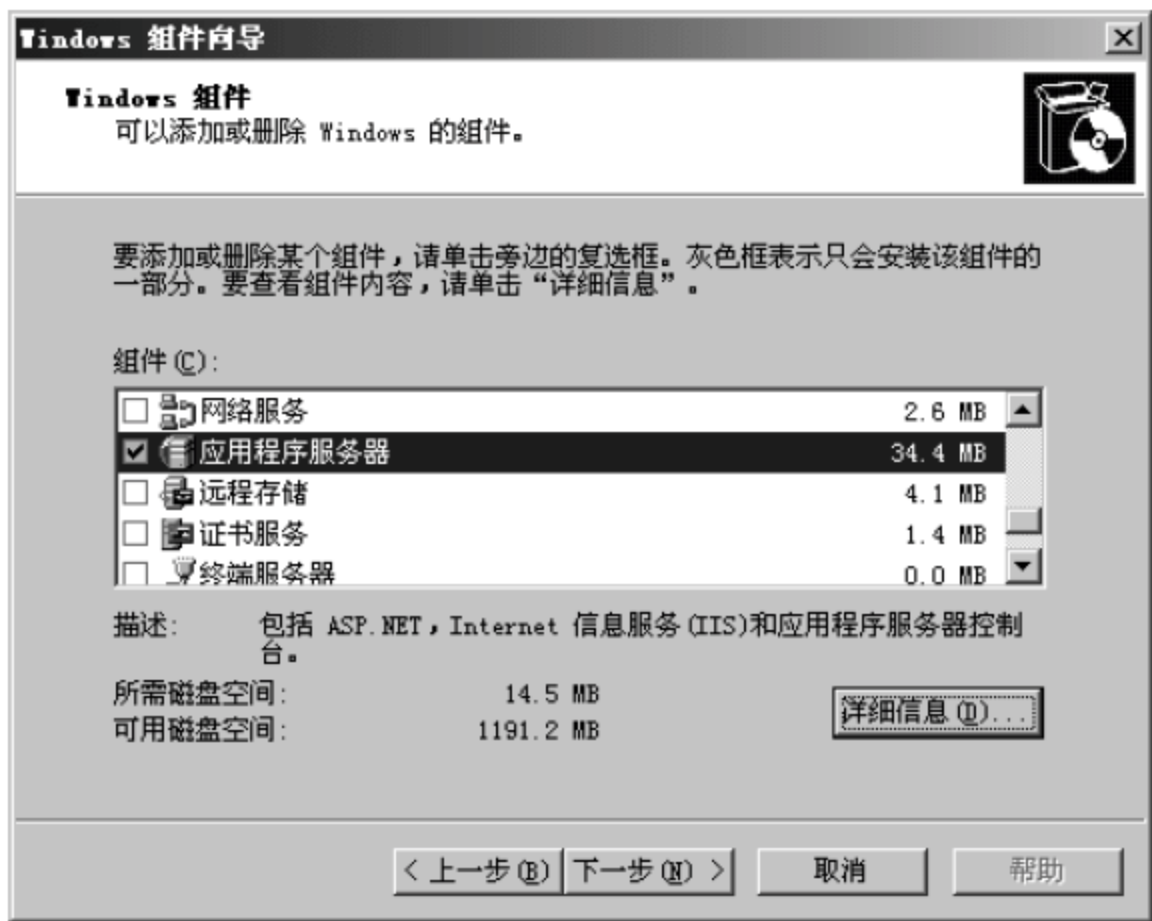 Windows 组件向导
Windows 组件
可以添加或删除 Windows 的组件。
要添加或删除某个组件，请单击旁边的复选框。灰色框表示只会安装该组件的
一部分。要查看组件内容，请单击“详细信息”。
组件(C):
网络服务 2.6 MB
应用程序服务器 34.4 MB
远程存储 4.1 MB
证书服务 1.4 MB
终端服务器 0.0 MB
描述: 包括 ASP.NET，Internet 信息服务(IIS)和应用程序服务器控制
台。
所需磁盘空间: 14.5 MB
可用磁盘空间: 1191.2 MB
详细信息(D)...
< 上一步(B) 下一步(N) > 取消 帮助